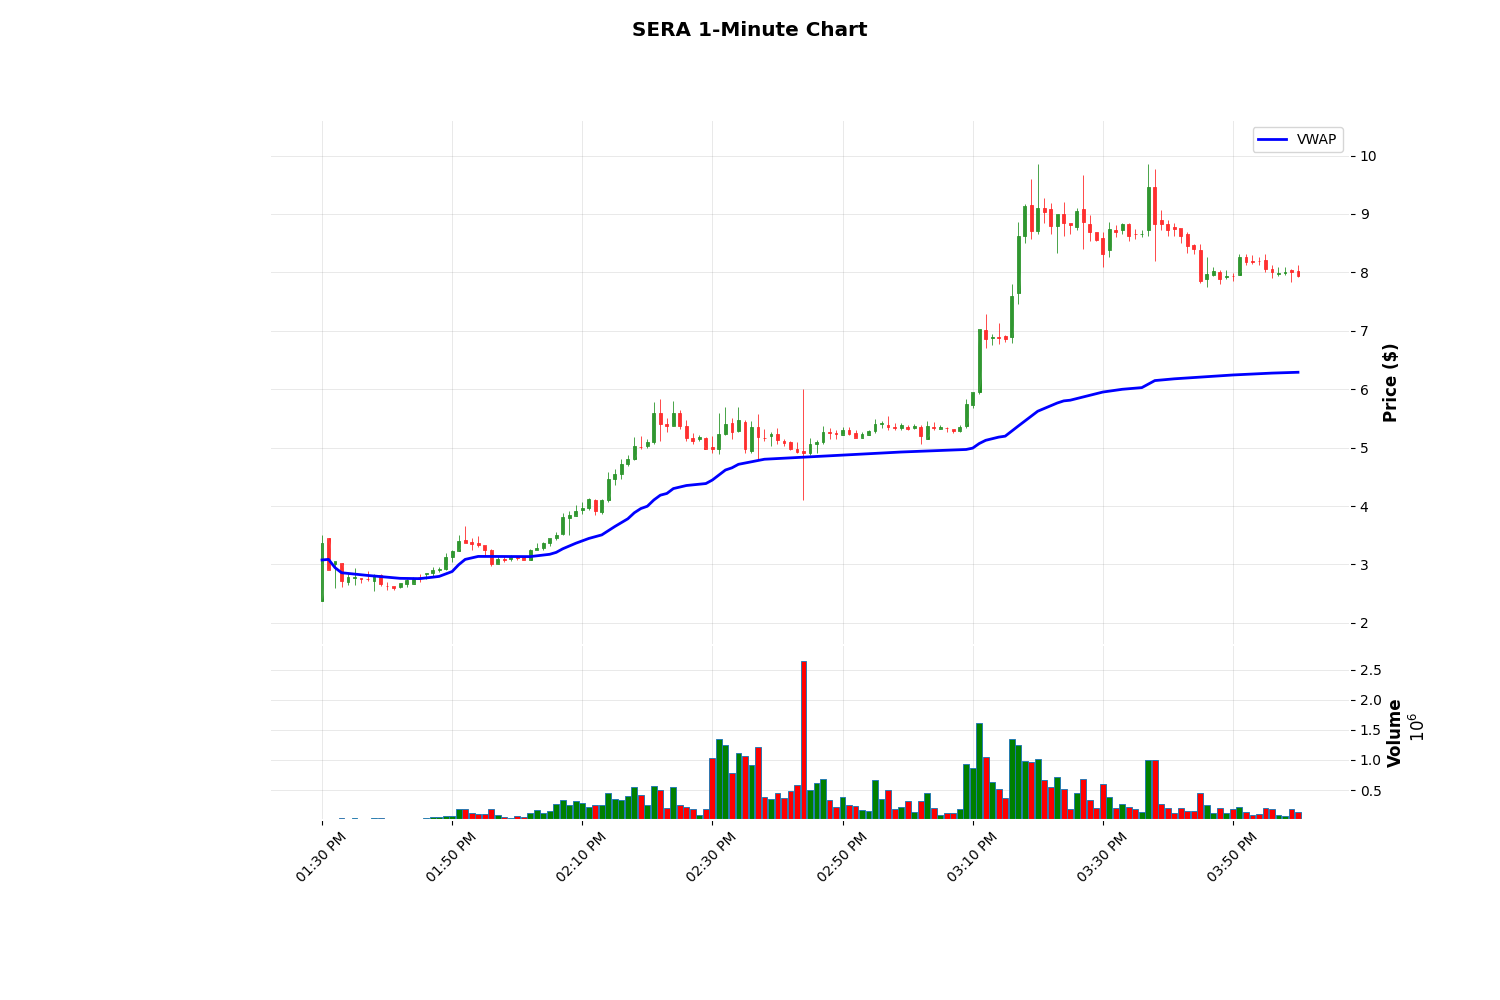 SERA 1-Minute Chart
VWAP
10
9
8
7
6
5
4
3
2
Price ($)
2.5
2.0
1.5
1.0
0.5
Volume
10⁶
01:30 PM
01:50 PM
02:10 PM
02:30 PM
02:50 PM
03:10 PM
03:30 PM
03:50 PM